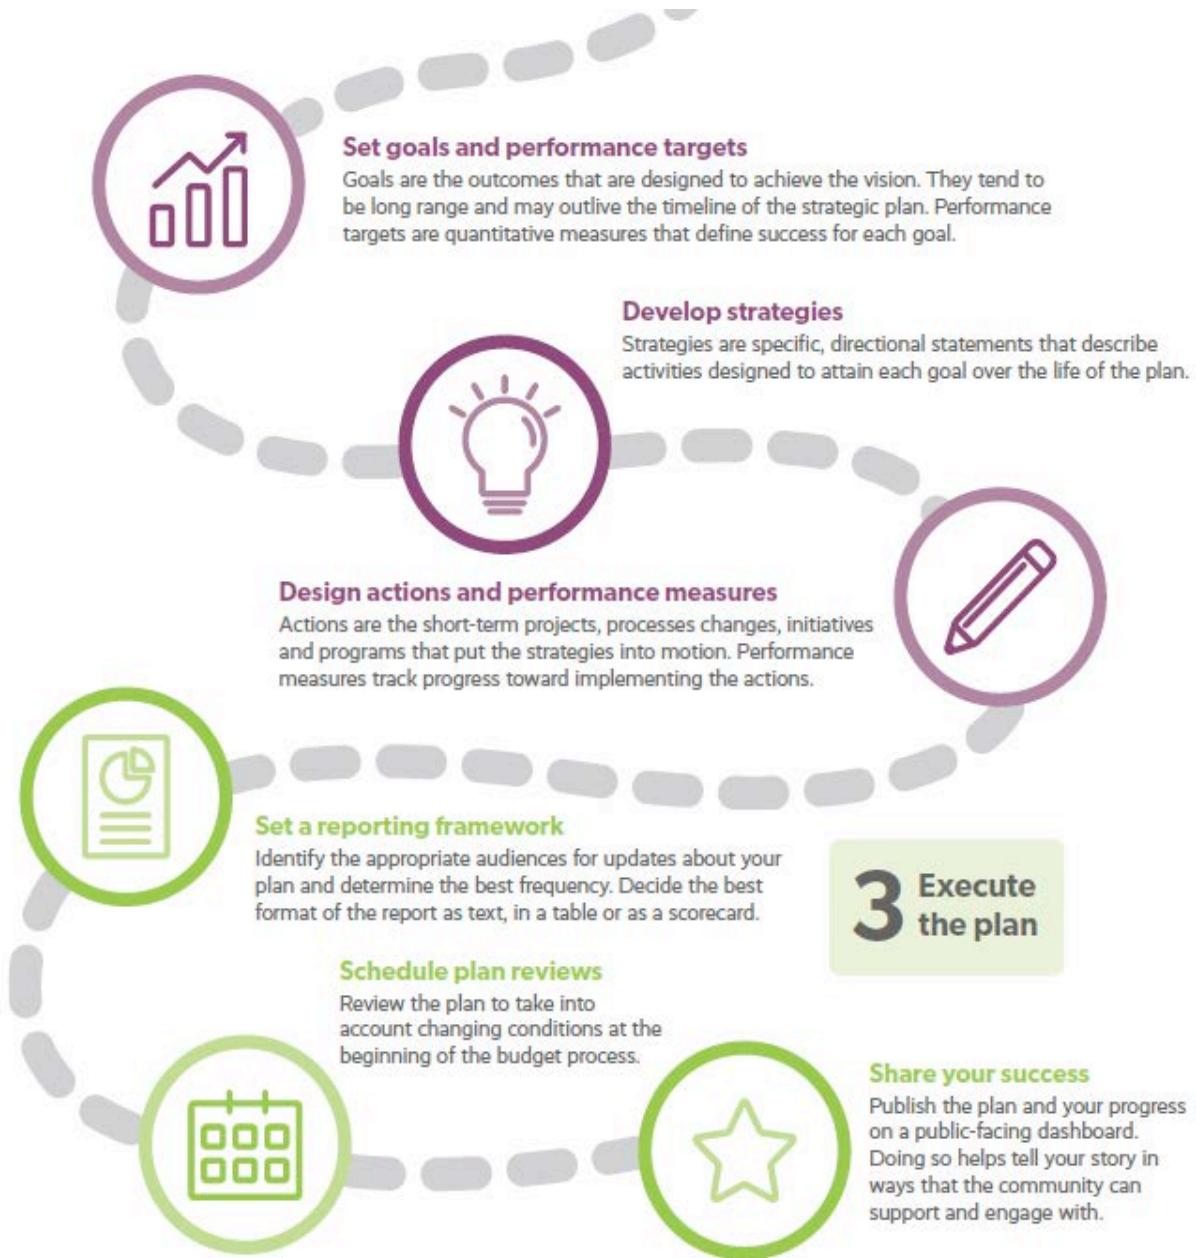 Set goals and performance targets
Goals are the outcomes that are designed to achieve the vision. They tend to
be long range and may outlive the timeline of the strategic plan. Performance
targets are quantitative measures that define success for each goal.
Develop strategies
Strategies are specific, directional statements that describe
activities designed to attain each goal over the life of the plan.
Design actions and performance measures
Actions are the short-term projects, processes changes, initiatives
and programs that put the strategies into motion. Performance
measures track progress toward implementing the actions.
Set a reporting framework
Identify the appropriate audiences for updates about your
plan and determine the best frequency. Decide the best
format of the report as text, in a table or as a scorecard.
3 Execute
the plan
Schedule plan reviews
Review the plan to take into
account changing conditions at the
beginning of the budget process.
Share your success
Publish the plan and your progress
on a public-facing dashboard.
Doing so helps tell your story in
ways that the community can
support and engage with.